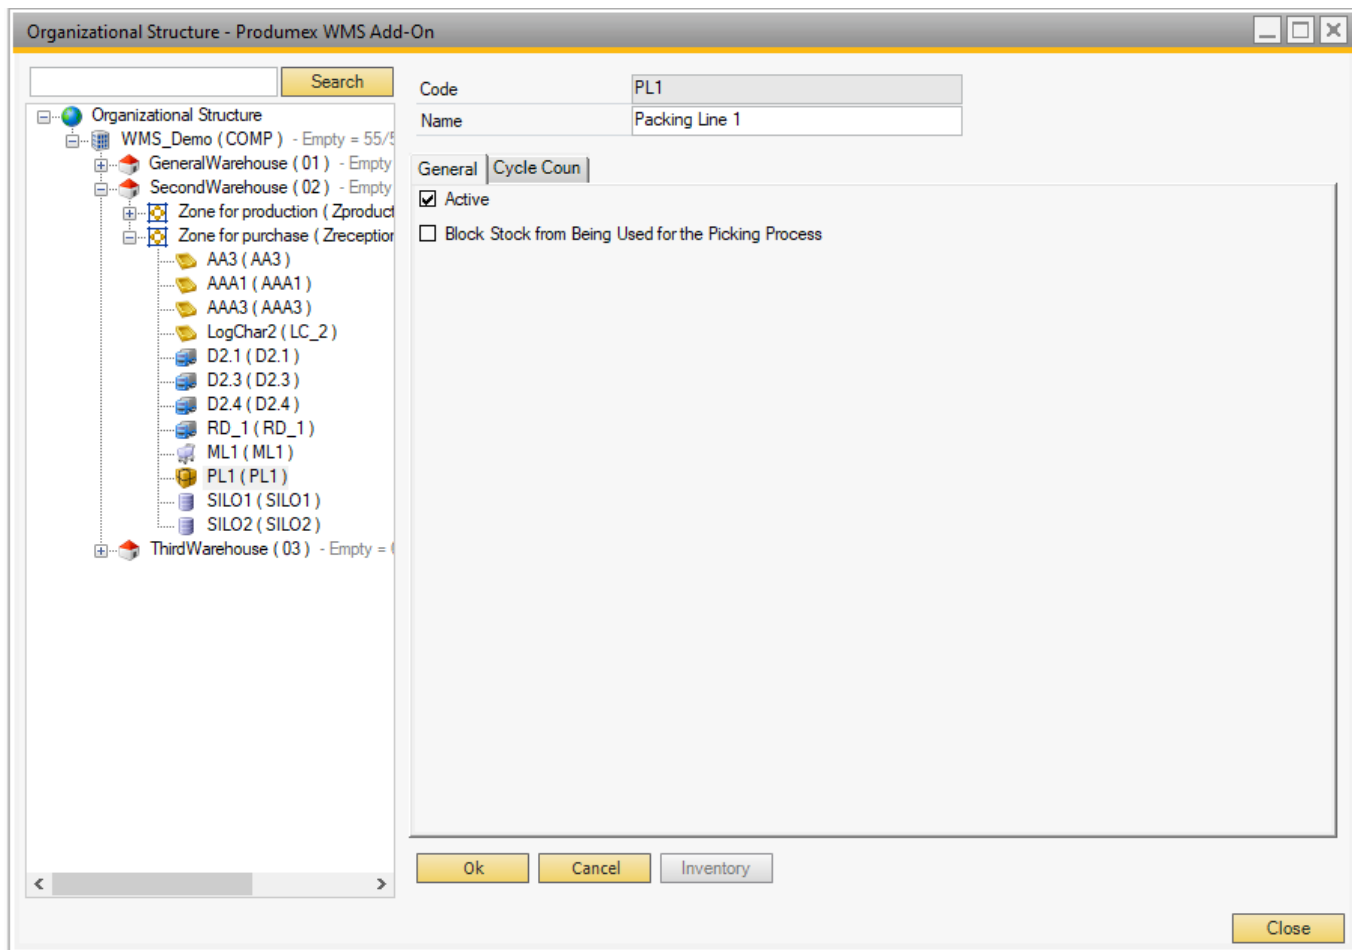 Organizational Structure - Produmex WMS Add-On
Search
Organizational Structure
WMS_Demo ( COMP ) - Empty = 55/5
GeneralWarehouse ( 01 ) - Empty
SecondWarehouse ( 02 ) - Empty
Zone for production ( Zproduct
Zone for purchase ( Zreception
AA3 ( AA3 )
AAA1 ( AAA1 )
AAA3 ( AAA3 )
LogChar2 ( LC_2 )
D2.1 ( D2.1 )
D2.3 ( D2.3 )
D2.4 ( D2.4 )
RD_1 ( RD_1 )
ML1 ( ML1 )
PL1 ( PL1 )
SILO1 ( SILO1 )
SILO2 ( SILO2 )
ThirdWarehouse ( 03 ) - Empty =
Code PL1
Name Packing Line 1
General Cycle Coun
Active
Block Stock from Being Used for the Picking Process
Ok Cancel Inventory
Close